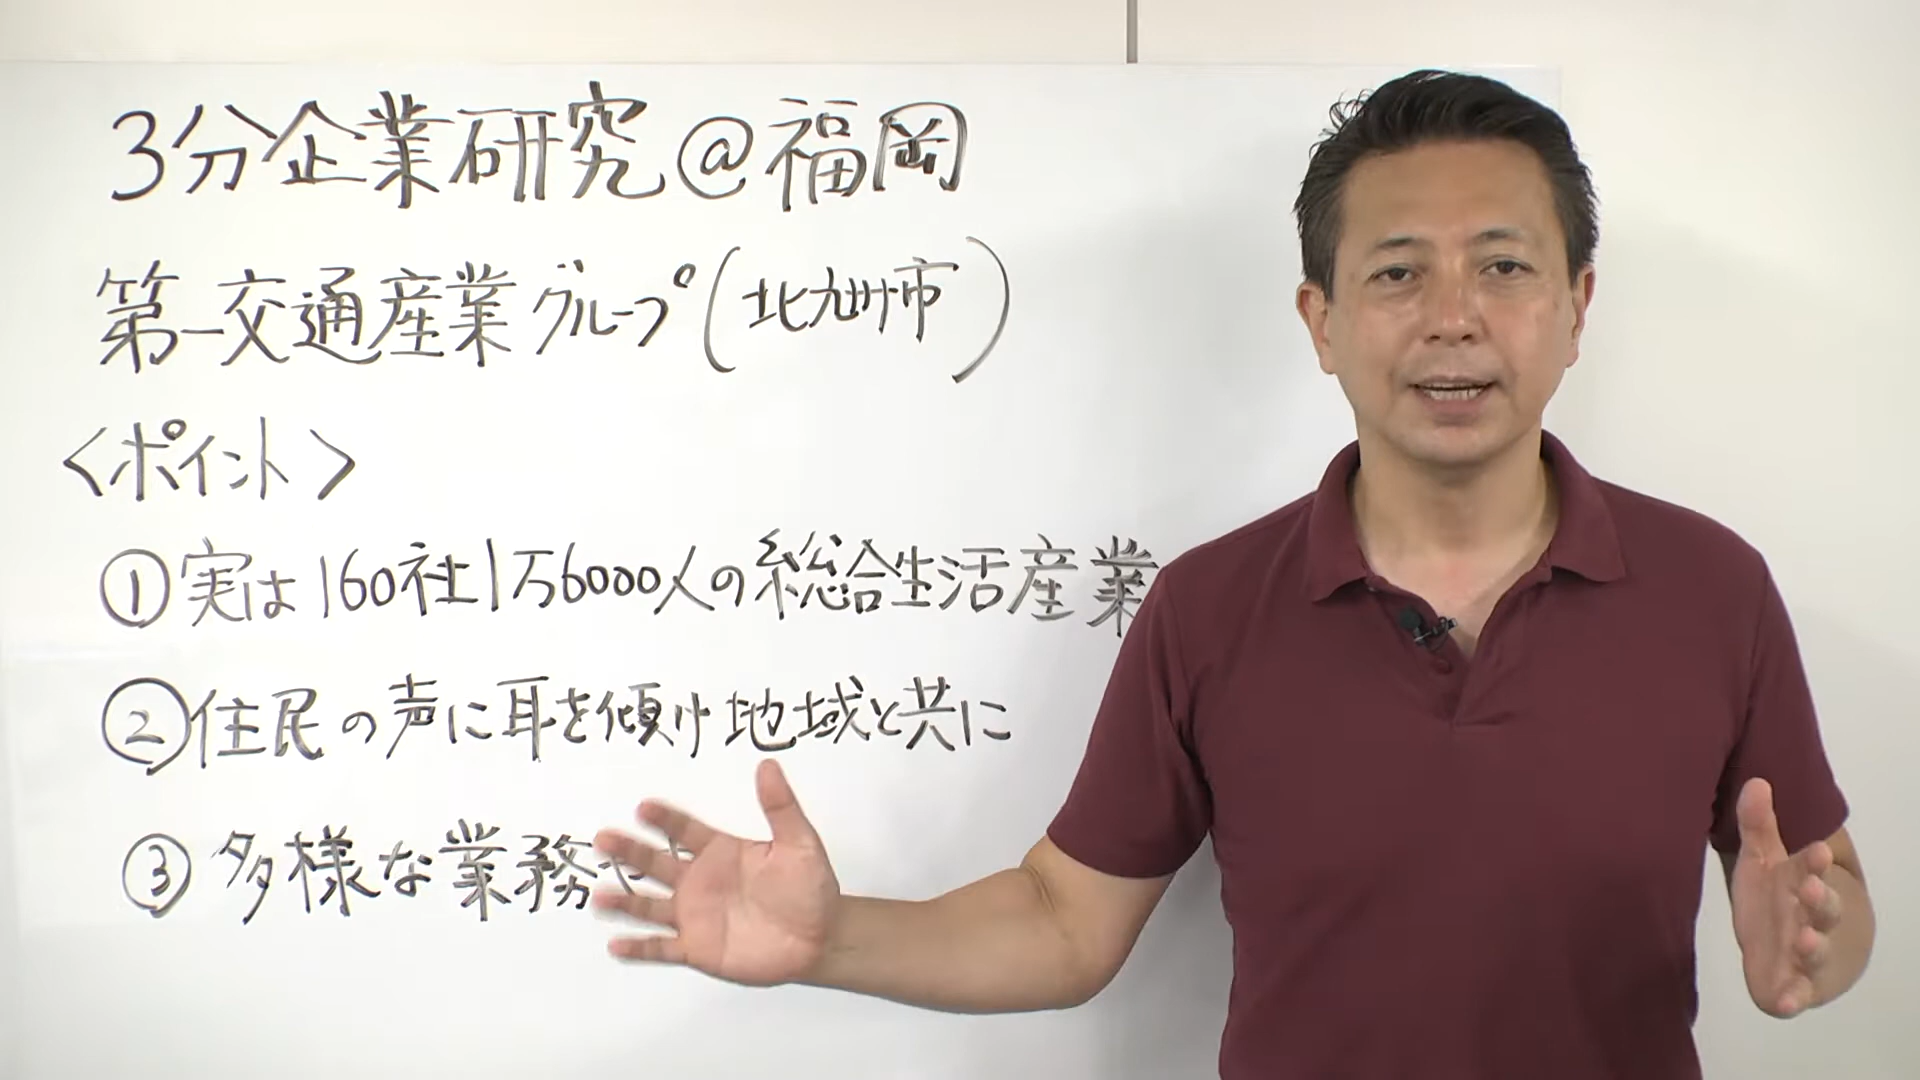 3分企業研究@福岡
第一交通産業グループ(北九州市)
<ポイント>
①実は160社1万6000人の総合生活産業
②住民の声に耳を傾け地域と共に
③多様な業務や